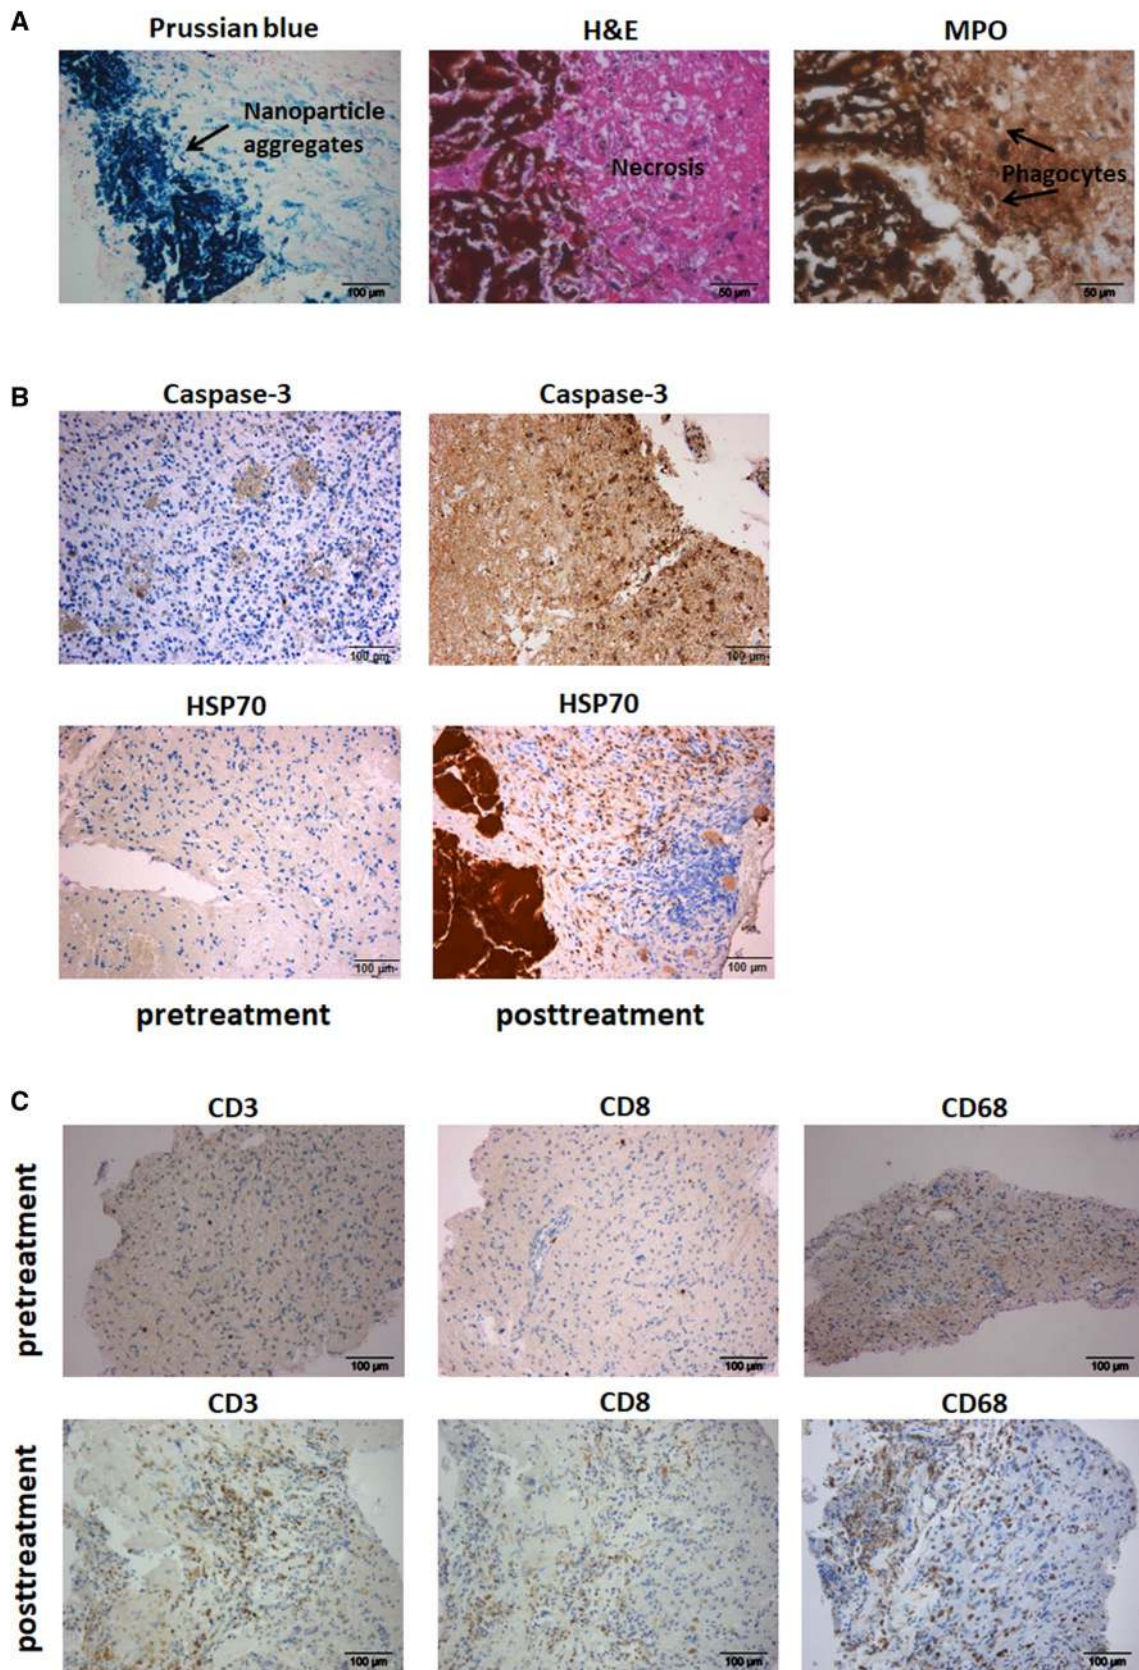 A
Prussian blue
H&E
MPO
Nanoparticle
aggregates
Necrosis
Phagocytes
100 µm
50 µm
50 µm
B
Caspase-3
Caspase-3
100 µm
100 µm
HSP70
HSP70
100 µm
100 µm
pretreatment
posttreatment
C
CD3
CD8
CD68
pretreatment
100 µm
100 µm
100 µm
CD3
CD8
CD68
posttreatment
100 µm
100 µm
100 µm